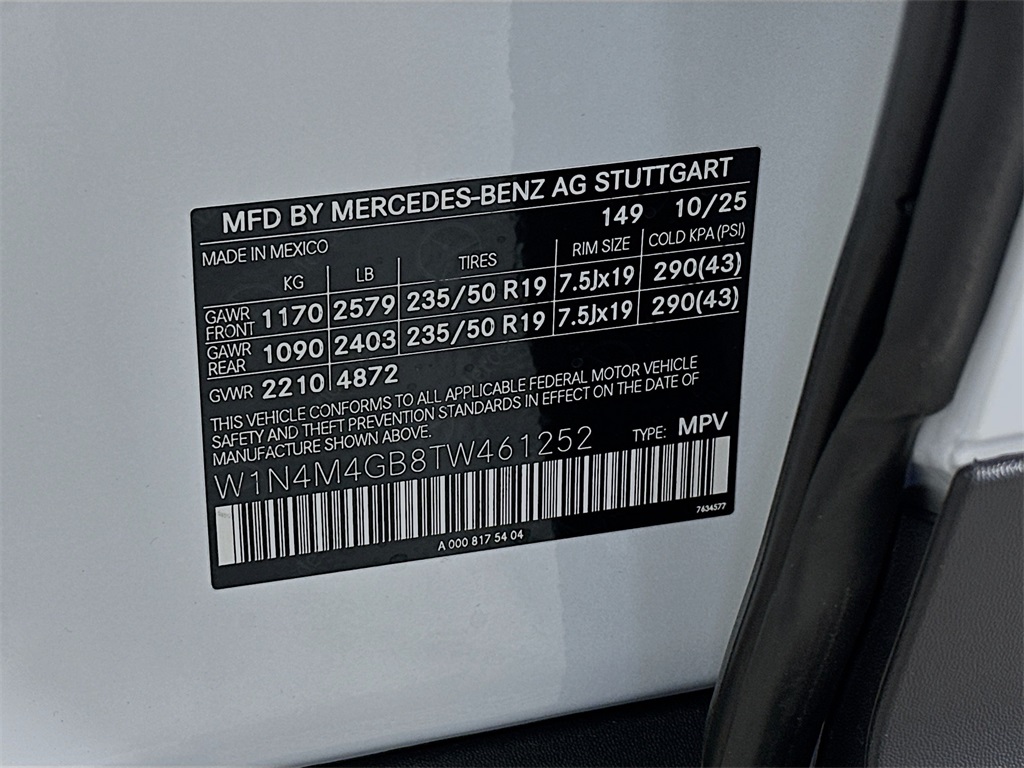 MFD BY MERCEDES-BENZ AG STUTTGART
MADE IN MEXICO 149 10/25
KG LB TIRES RIM SIZE COLD KPA (PSI)
GAWR FRONT 1170 2579 235/50 R19 7.5Jx19 290(43)
GAWR REAR 1090 2403 235/50 R19 7.5Jx19 290(43)
GVWR 2210 4872
THIS VEHICLE CONFORMS TO ALL APPLICABLE FEDERAL MOTOR VEHICLE
SAFETY AND THEFT PREVENTION STANDARDS IN EFFECT ON THE DATE OF
MANUFACTURE SHOWN ABOVE.
W1N4M4GB8TW461252 TYPE: MPV
7634577
A 000 817 54 04